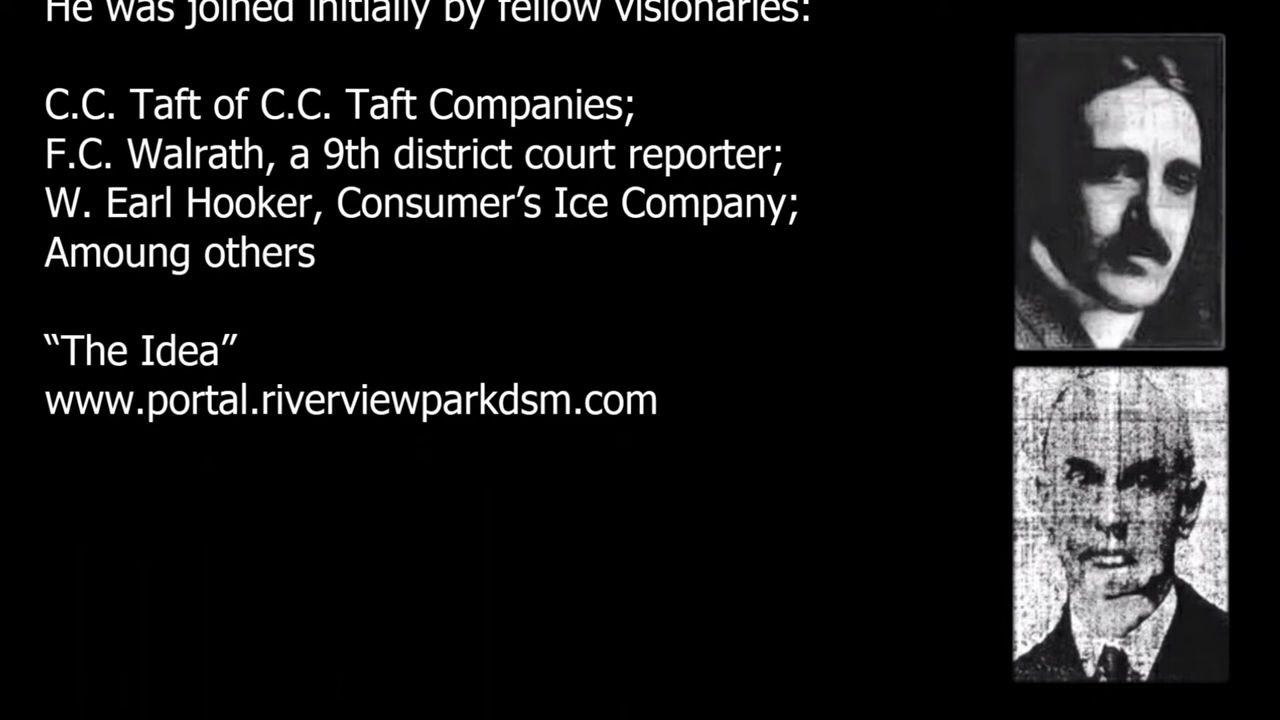 He was joined initially by fellow visionaries:
C.C. Taft of C.C. Taft Companies;
F.C. Walrath, a 9th district court reporter;
W. Earl Hooker, Consumer’s Ice Company;
Amoung others
“The Idea”
www.portal.riverviewparkdsm.com